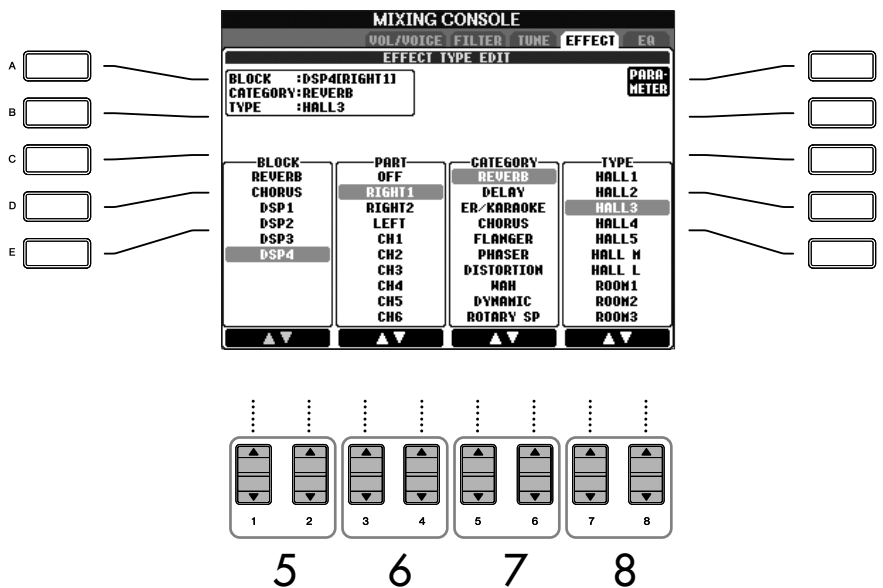 MIXING CONSOLE
VOL/VOICE FILTER TUNE EFFECT EQ
EFFECT TYPE EDIT
BLOCK :DSP4[RIGHT1]
CATEGORY:REVERB
TYPE :HALL3
PARA-
METER
A
B
C
D
E
BLOCK
REVERB
CHORUS
DSP1
DSP2
DSP3
DSP4
PART
OFF
RIGHT1
RIGHT2
LEFT
CH1
CH2
CH3
CH4
CH5
CH6
CATEGORY
REVERB
DELAY
ER/KARAOKE
CHORUS
FLANGER
PHASER
DISTORTION
WAH
DYNAMIC
ROTARY SP
TYPE
HALL1
HALL2
HALL3
HALL4
HALL5
HALL M
HALL L
ROOM1
ROOM2
ROOM3
1 2 3 4 5 6 7 8
5 6 7 8